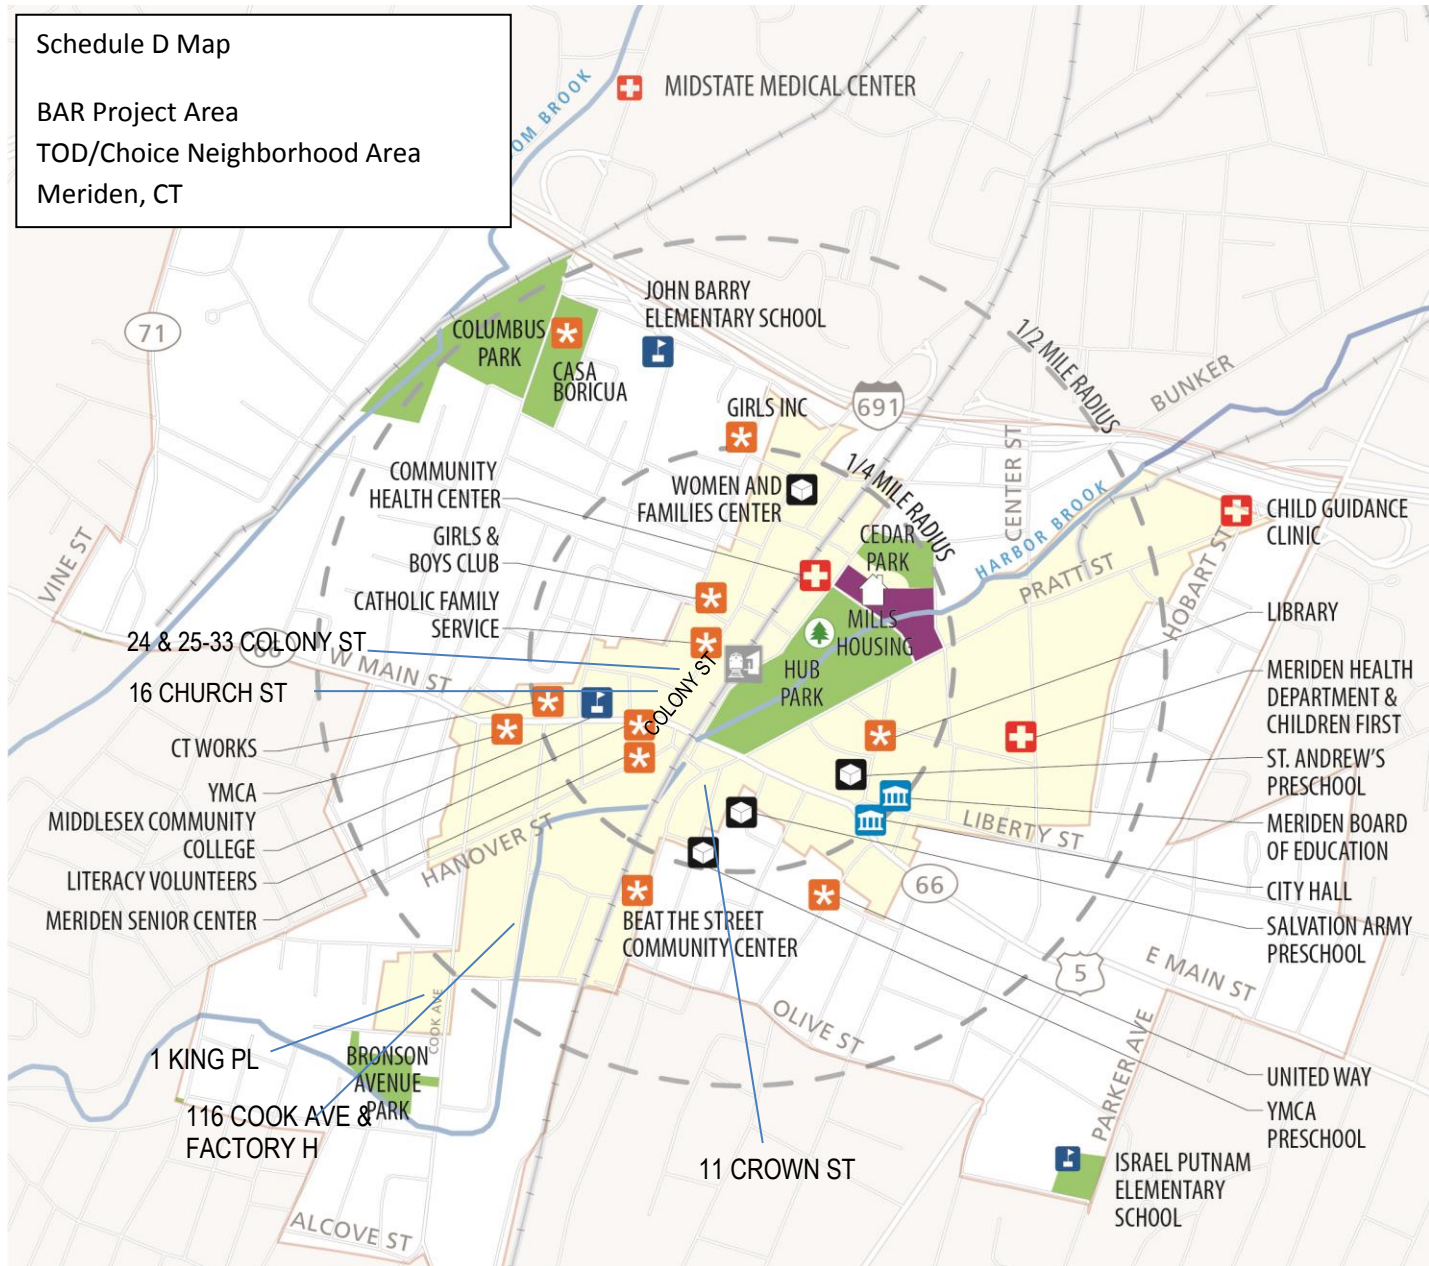 Schedule D Map
BAR Project Area
TOD/Choice Neighborhood Area
Meriden, CT
MIDSTATE MEDICAL CENTER
OM BROOK
71
COLUMBUS
PARK
CASA
BORICUA
JOHN BARRY
ELEMENTARY SCHOOL
1/2 MILE RADIUS
BUNKER
691
GIRLS INC
CENTER ST
1/4 MILE RADIUS
COMMUNITY
HEALTH CENTER
WOMEN AND
FAMILIES CENTER
HARBOR BROOK
CHILD GUIDANCE
CLINIC
GIRLS &
BOYS CLUB
CEDAR
PARK
PRATT ST
HOBART ST
VINE ST
CATHOLIC FAMILY
SERVICE
MILLS
HOUSING
LIBRARY
24 & 25-33 COLONY ST
66
W MAIN ST
16 CHURCH ST
COLONY ST
HUB
PARK
MERIDEN HEALTH
DEPARTMENT &
CHILDREN FIRST
CT WORKS
ST. ANDREW'S
PRESCHOOL
YMCA
MIDDLESEX COMMUNITY
COLLEGE
HANOVER ST
LIBERTY ST
MERIDEN BOARD
OF EDUCATION
LITERACY VOLUNTEERS
66
CITY HALL
MERIDEN SENIOR CENTER
BEAT THE STREET
COMMUNITY CENTER
SALVATION ARMY
PRESCHOOL
5
E MAIN ST
COOK AVE
OLIVE ST
1 KING PL
BRONSON
AVENUE
PARK
UNITED WAY
PARKER AVE
116 COOK AVE &
FACTORY H
YMCA
PRESCHOOL
11 CROWN ST
ISRAEL PUTNAM
ELEMENTARY
SCHOOL
ALCOVE ST